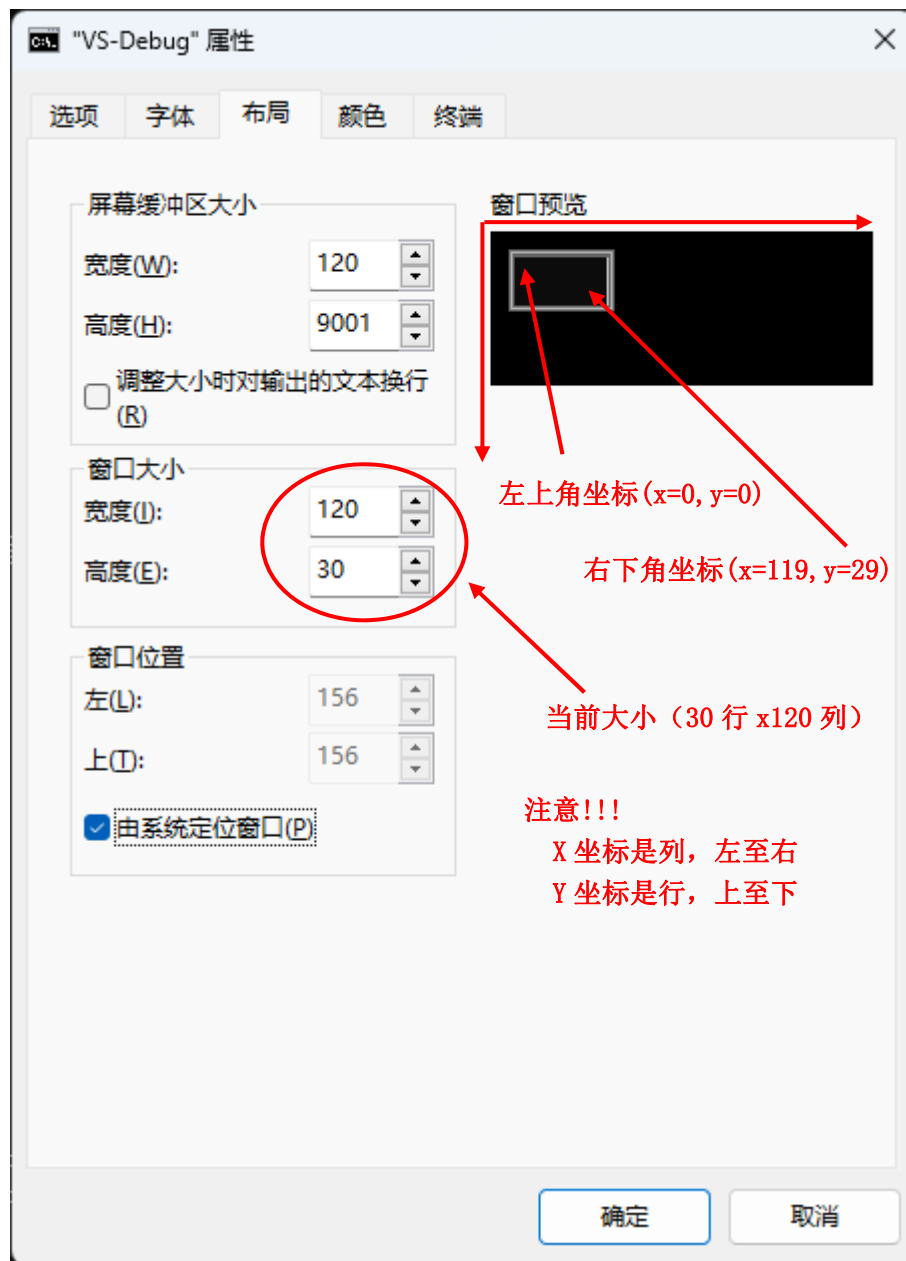 "VS-Debug" 属性
选项 字体 布局 颜色 终端
屏幕缓冲区大小
宽度(W): 120
高度(H): 9001
调整大小时对输出的文本换行
(R)
窗口大小
宽度(I): 120
高度(E): 30
窗口位置
左(L): 156
上(T): 156
由系统定位窗口(P)
窗口预览
左上角坐标(x=0,y=0)
右下角坐标(x=119,y=29)
当前大小（30 行 x120 列）
注意!!!
X 坐标是列，左至右
Y 坐标是行，上至下
确定 取消